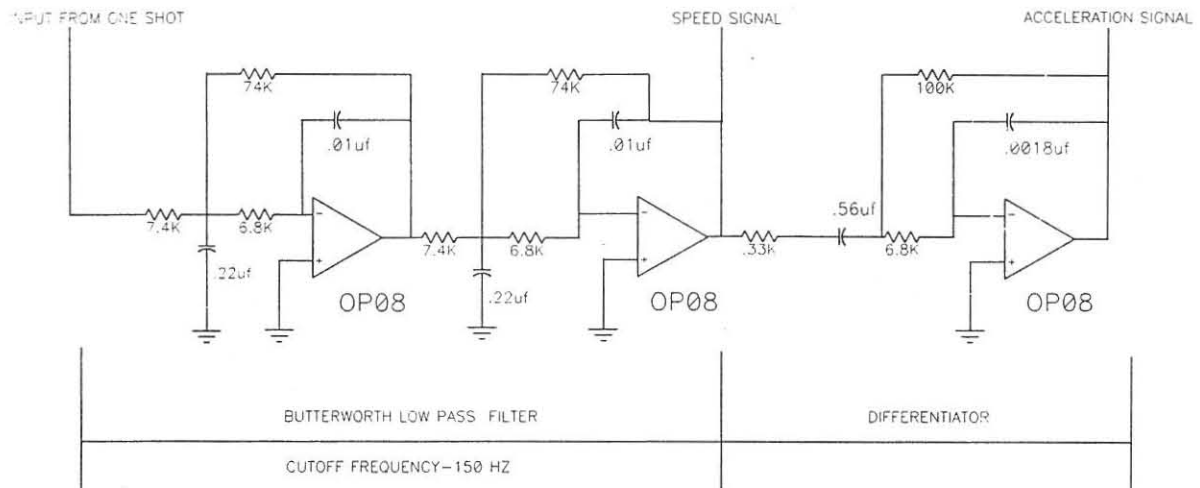 INPUT FROM ONE SHOT
SPEED SIGNAL
ACCELERATION SIGNAL
74K
74K
100K
.01uf
.01uf
.0018uf
7.4K
6.8K
7.4K
6.8K
.33K
.56uf
6.8K
.22uf
.22uf
- +
- +
- +
OP08
OP08
OP08
BUTTERWORTH LOW PASS FILTER
DIFFERENTIATOR
CUTOFF FREQUENCY-150 HZ